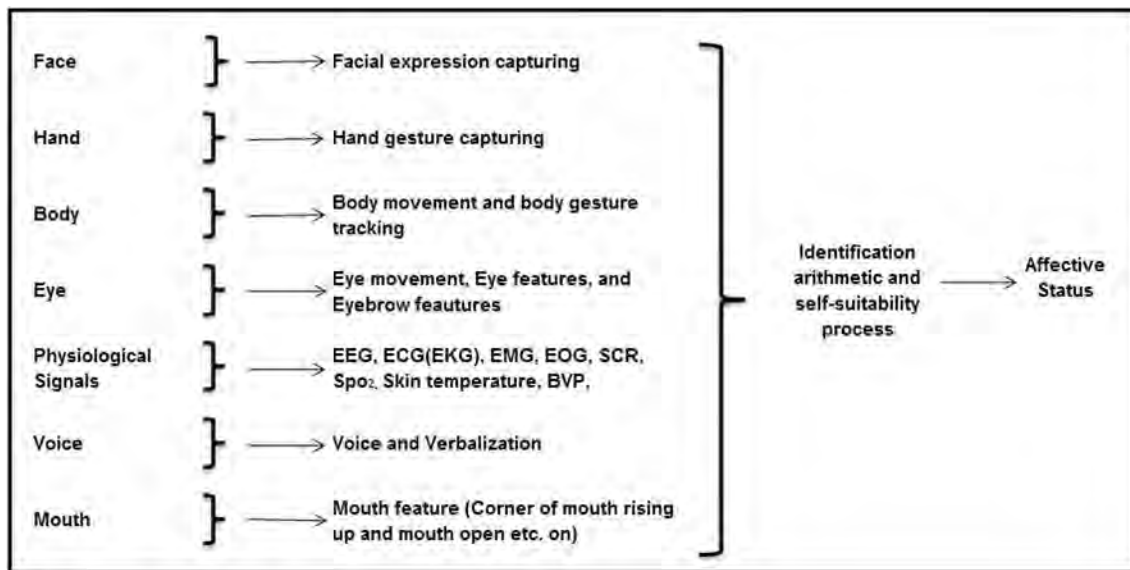 Face
Facial expression capturing
Hand
Hand gesture capturing
Body
Body movement and body gesture
tracking
Eye
Eye movement, Eye features, and
Eyebrow feautures
Physiological
Signals
EEG, ECG(EKG), EMG, EOG, SCR,
Spo₂, Skin temperature, BVP,
Voice
Voice and Verbalization
Mouth
Mouth feature (Corner of mouth rising
up and mouth open etc. on)
Identification
arithmetic and
self-suitability
process
Affective
Status